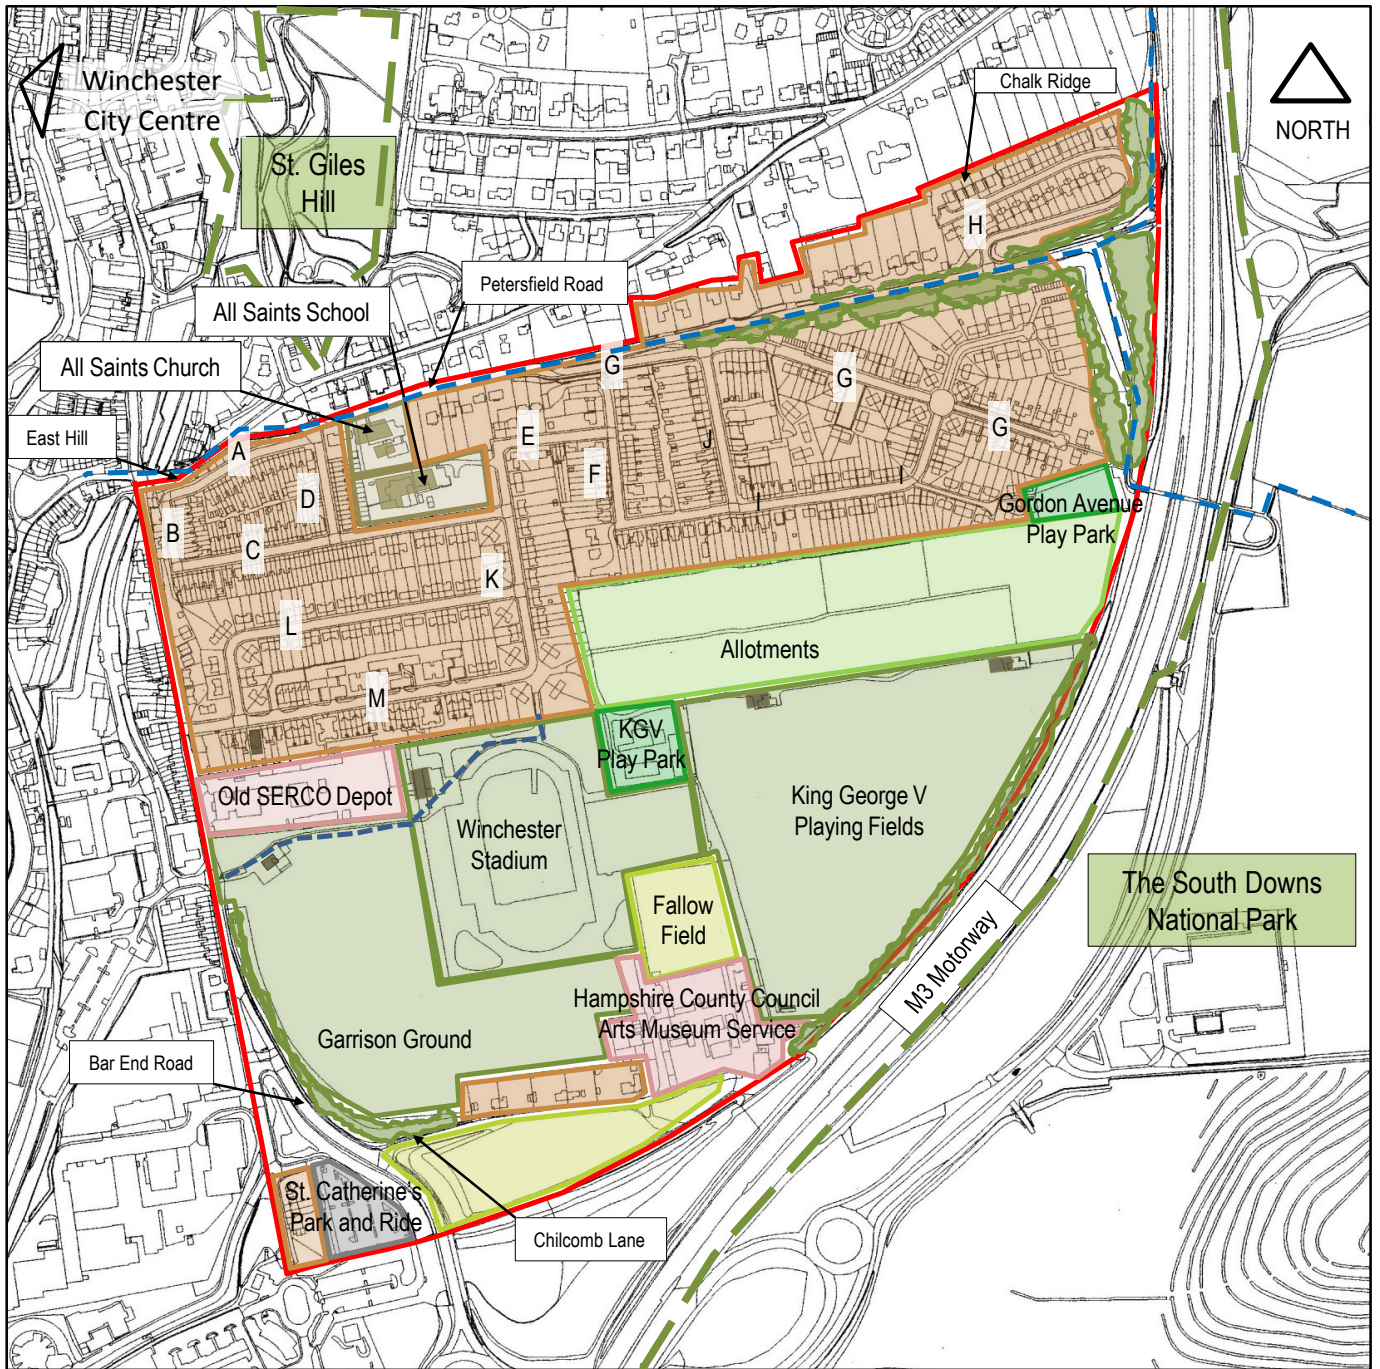 Winchester
City Centre
St. Giles
Hill
Chalk Ridge
NORTH
H
Petersfield Road
All Saints School
All Saints Church
East Hill
A
B
C
D
E
F
G
G
G
J
I
I
K
L
M
Gordon Avenue
Play Park
Allotments
KGV
Play Park
Old SERCO Depot
Winchester
Stadium
King George V
Playing Fields
Fallow
Field
The South Downs
National Park
M3 Motorway
Hampshire County Council
Arts Museum Service
Garrison Ground
Bar End Road
St. Catherine's
Park and Ride
Chilcomb Lane